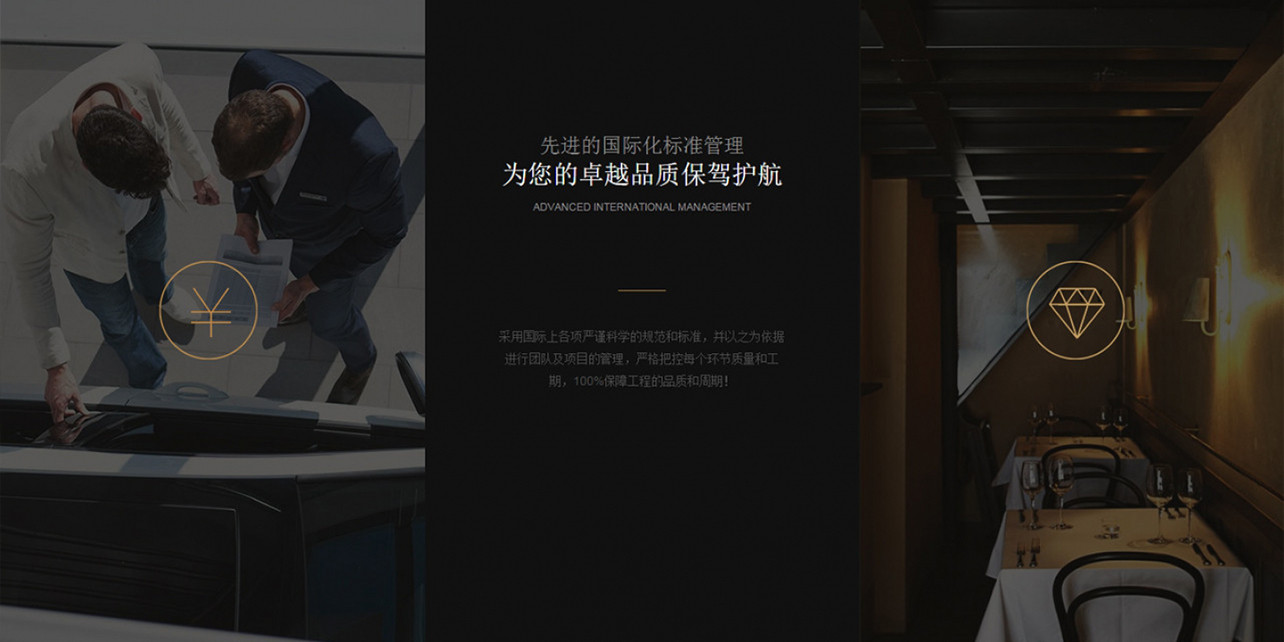 先进的国际化标准管理
为您的卓越品质保驾护航
ADVANCED INTERNATIONAL MANAGEMENT
采用国际上各项严谨科学的规范和标准，并以之为依据
进行团队及项目的管理，严格把控每个环节质量和工
期，100%保障工程的品质和周期！